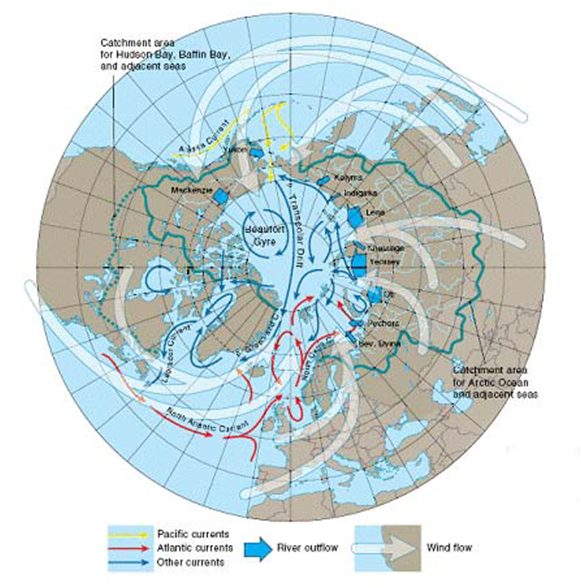 Catchment area
for Hudson Bay, Baffin Bay,
and adjacent seas
Alaska Current
Yukon
Mackenzie
Kolyma
Indigirka
Lena
Khatanga
Yenisey
Ob
Pechora
Sev. Dvina
Beaufort
Gyre
Transpolar Drift
Labrador Current
E. Greenland C.
North Atlantic Current
Catchment area
for Arctic Ocean
and adjacent seas
Pacific currents
Atlantic currents
Other currents
River outflow
Wind flow